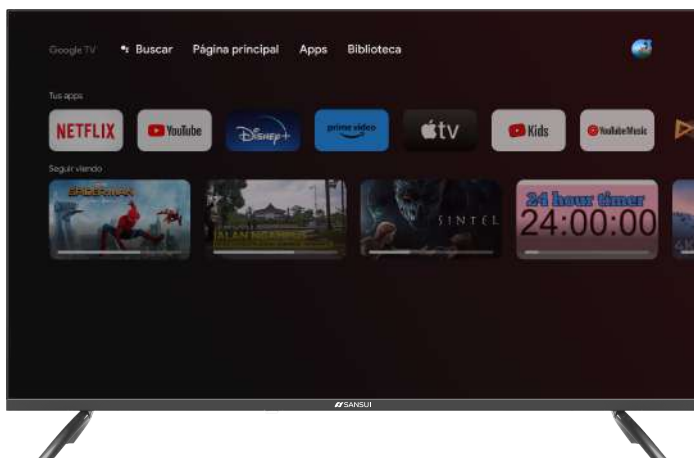 Google TV Buscar Página principal Apps Biblioteca
Tus apps
NETFLIX YouTube Disney+ prime video tv Kids YouTube Music
Seguir viendo
SPIDER-MAN
SINTEL
24 hour timer
24:00:00
SANSUI